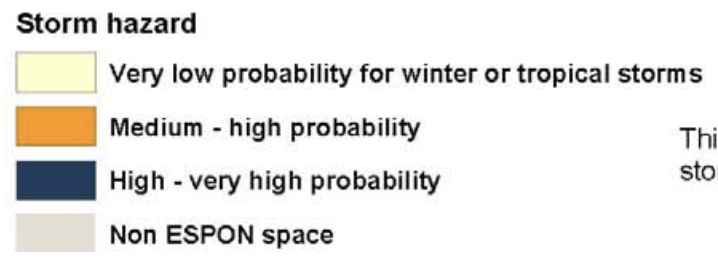 Storm hazard
Very low probability for winter or tropical storms
Medium - high probability
High - very high probability
Non ESPON space